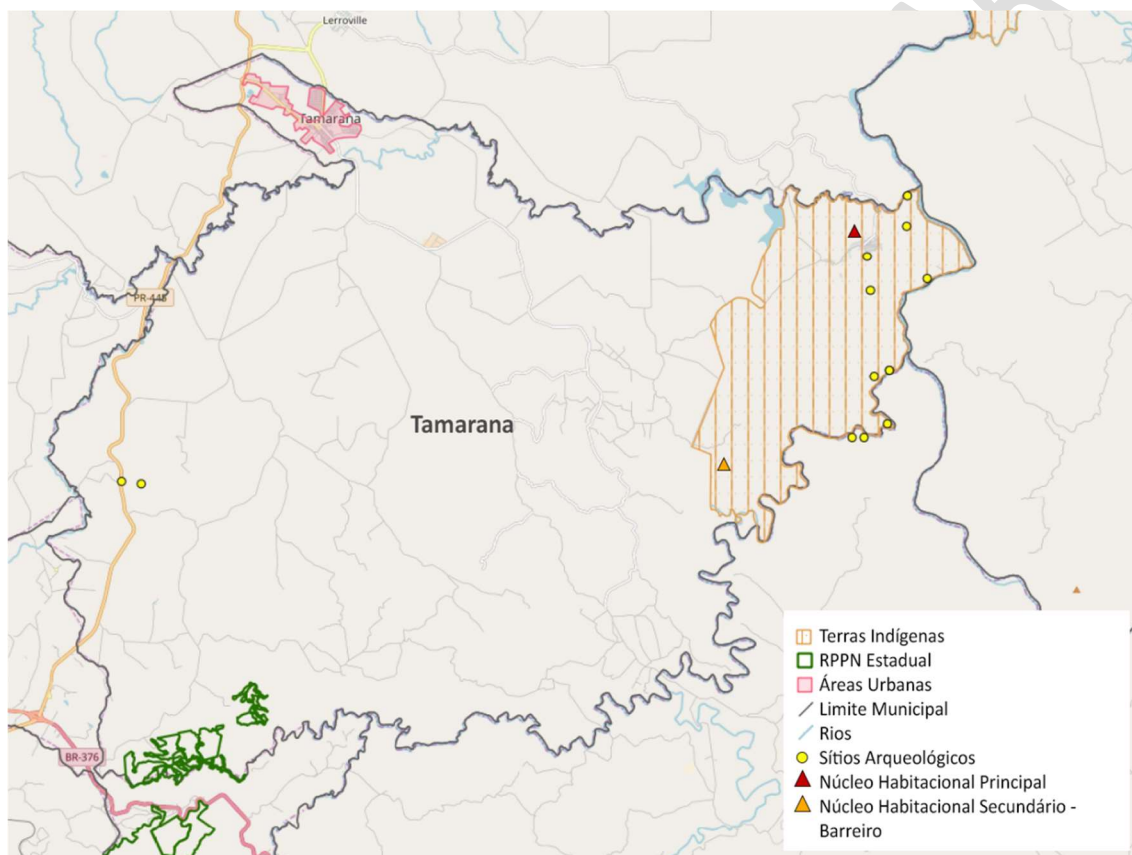 Lerroville
Tamarana
PR-445
Tamarana
BR-376
Terras Indígenas
RPPN Estadual
Áreas Urbanas
Limite Municipal
Rios
Sítios Arqueológicos
Núcleo Habitacional Principal
Núcleo Habitacional Secundário -
Barreiro